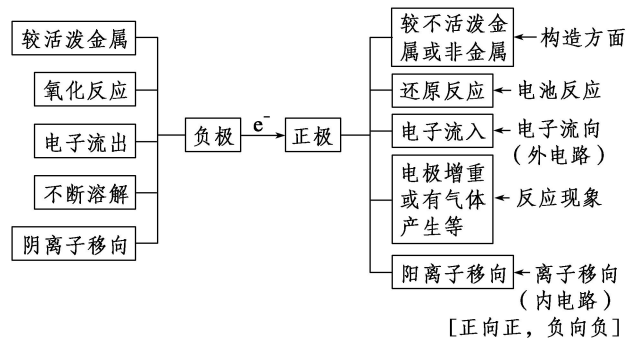 较活泼金属
氧化反应
电子流出
不断溶解
阴离子移向
负极
e⁻
正极
较不活泼金
属或非金属
构造方面
还原反应
电池反应
电子流入
电子流向
(外电路)
电极增重
或有气体
产生等
反应现象
阳离子移向
离子移向
(内电路)
[正向正，负向负]